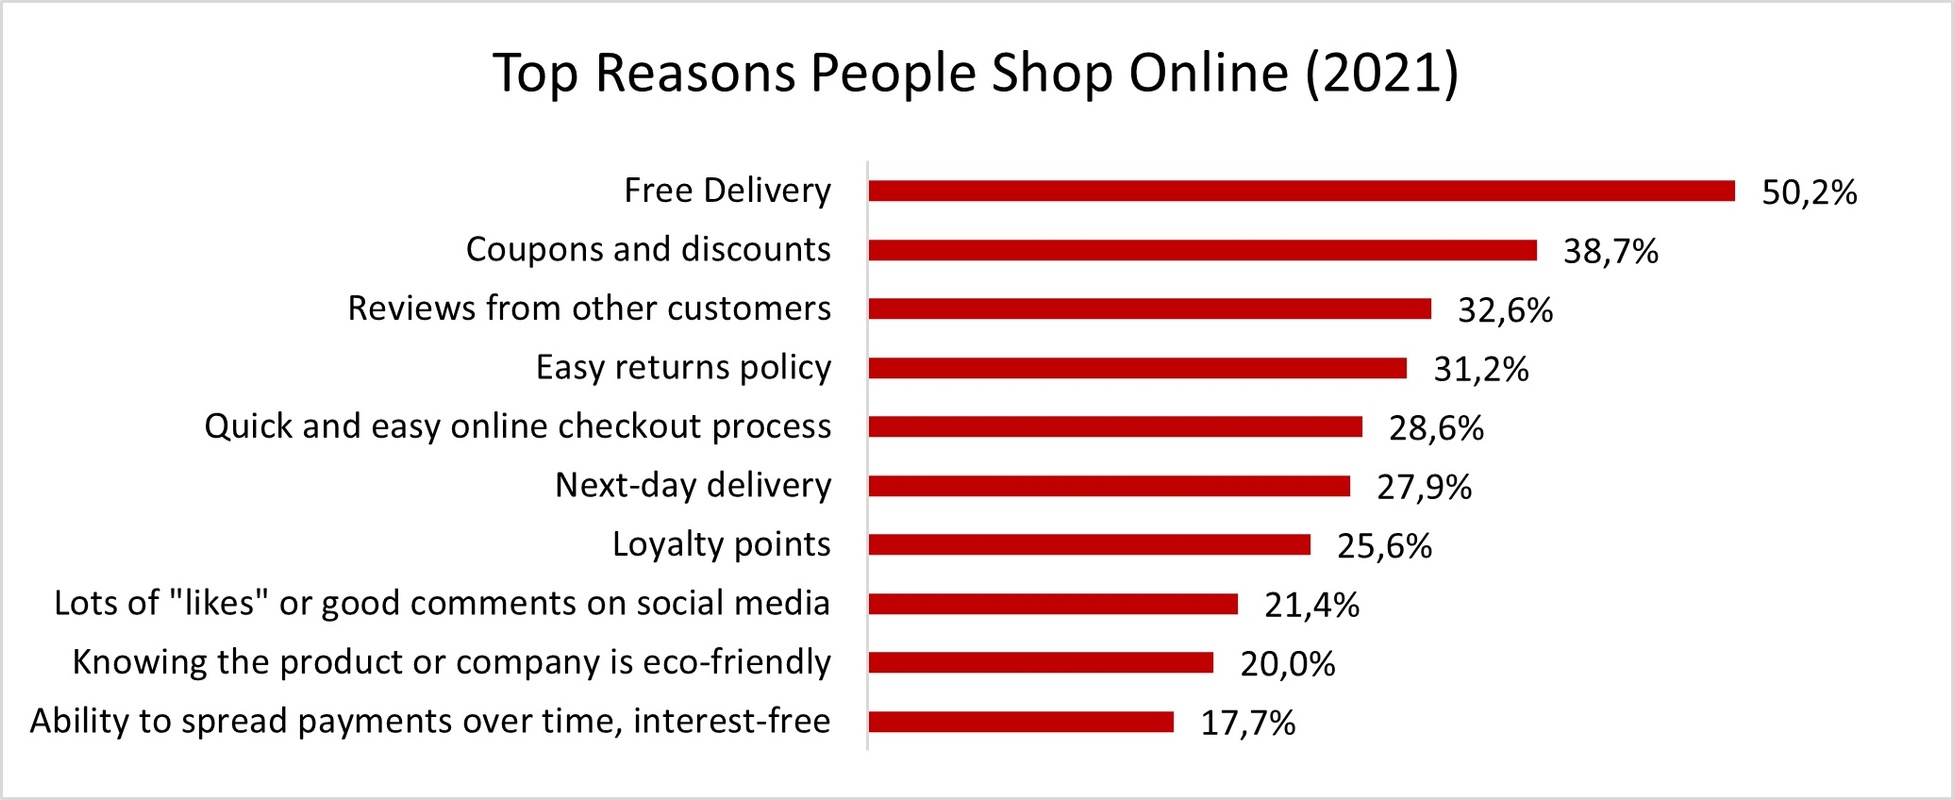 Top Reasons People Shop Online (2021)
Free Delivery 50,2%
Coupons and discounts 38,7%
Reviews from other customers 32,6%
Easy returns policy 31,2%
Quick and easy online checkout process 28,6%
Next-day delivery 27,9%
Loyalty points 25,6%
Lots of "likes" or good comments on social media 21,4%
Knowing the product or company is eco-friendly 20,0%
Ability to spread payments over time, interest-free 17,7%